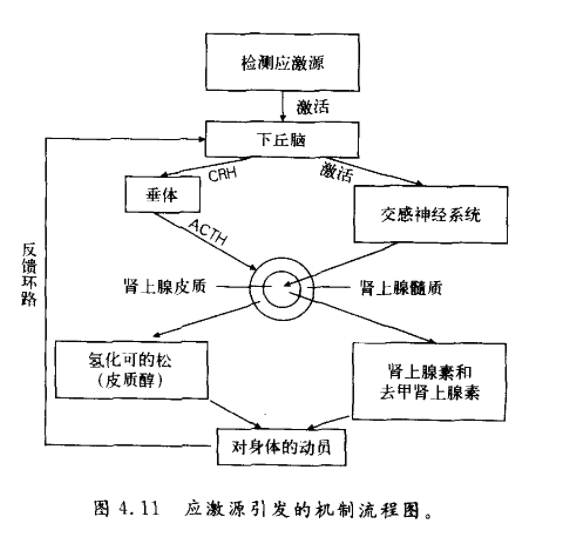 检测应激源
激活
下丘脑
CRH
激活
垂体
交感神经系统
ACTH
反馈环路
肾上腺皮质
肾上腺髓质
氢化可的松
(皮质醇)
肾上腺素和
去甲肾上腺素
对身体的动员
图 4.11 应激源引发的机制流程图。